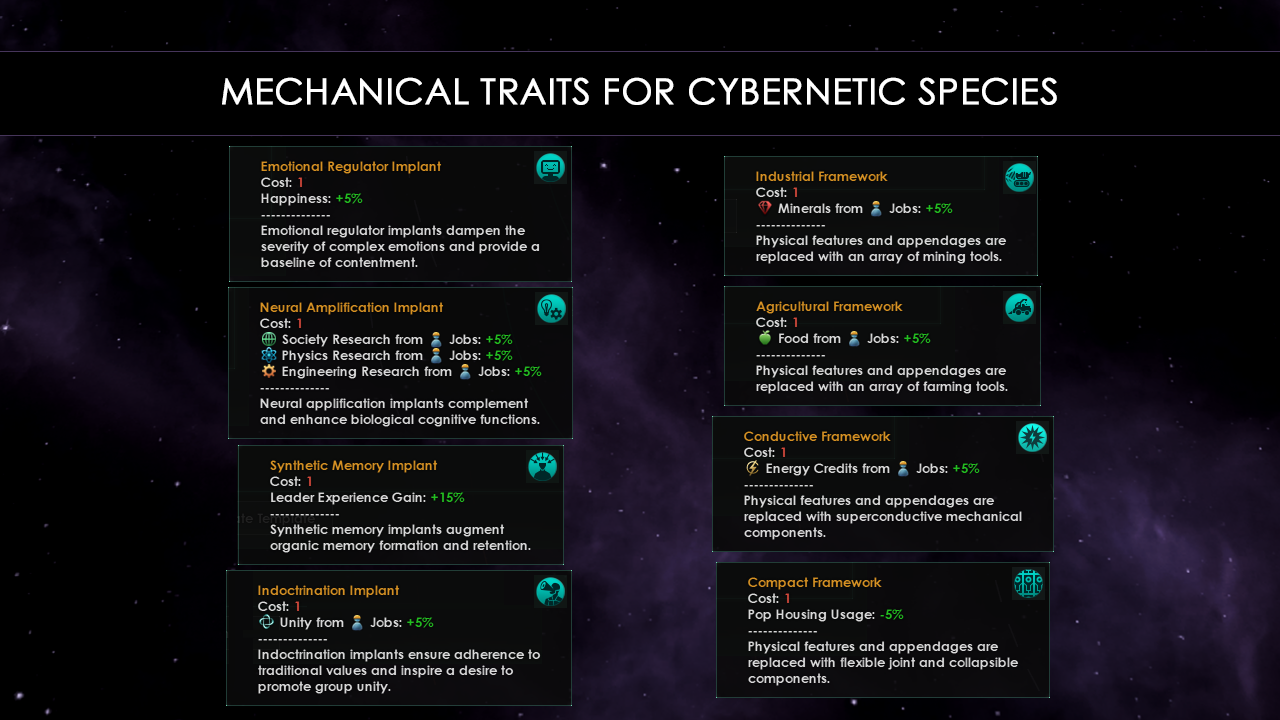 MECHANICAL TRAITS FOR CYBERNETIC SPECIES
Emotional Regulator Implant
Cost: 1
Happiness: +5%
--------------
Emotional regulator implants dampen the
severity of complex emotions and provide a
baseline of contentment.
Neural Amplification Implant
Cost: 1
Society Research from Jobs: +5%
Physics Research from Jobs: +5%
Engineering Research from Jobs: +5%
--------------
Neural applification implants complement
and enhance biological cognitive functions.
Synthetic Memory Implant
Cost: 1
Leader Experience Gain: +15%
--------------
Synthetic memory implants augment
organic memory formation and retention.
Indoctrination Implant
Cost: 1
Unity from Jobs: +5%
--------------
Indoctrination implants ensure adherence to
traditional values and inspire a desire to
promote group unity.
Industrial Framework
Cost: 1
Minerals from Jobs: +5%
--------------
Physical features and appendages are
replaced with an array of mining tools.
Agricultural Framework
Cost: 1
Food from Jobs: +5%
--------------
Physical features and appendages are
replaced with an array of farming tools.
Conductive Framework
Cost: 1
Energy Credits from Jobs: +5%
--------------
Physical features and appendages are
replaced with superconductive mechanical
components.
Compact Framework
Cost: 1
Pop Housing Usage: -5%
--------------
Physical features and appendages are
replaced with flexible joint and collapsible
components.